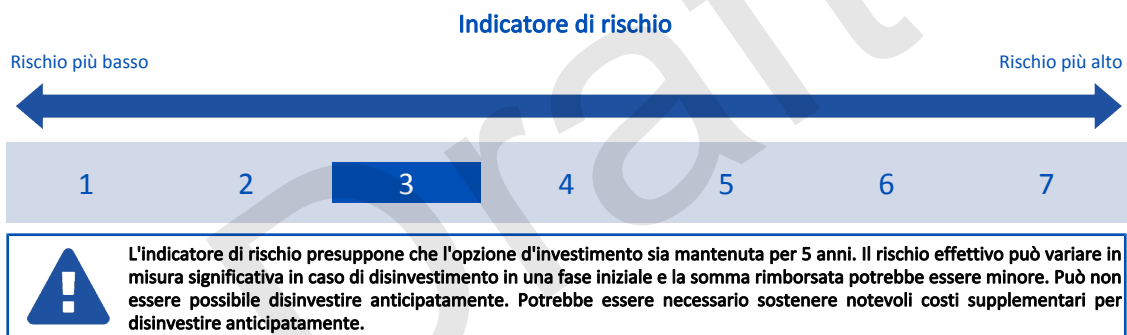 Indicatore di rischio
Rischio più basso
Rischio più alto
1 2 3 4 5 6 7
L'indicatore di rischio presuppone che l'opzione d'investimento sia mantenuta per 5 anni. Il rischio effettivo può variare in
misura significativa in caso di disinvestimento in una fase iniziale e la somma rimborsata potrebbe essere minore. Può non
essere possibile disinvestire anticipatamente. Potrebbe essere necessario sostenere notevoli costi supplementari per
disinvestire anticipatamente.
Draft